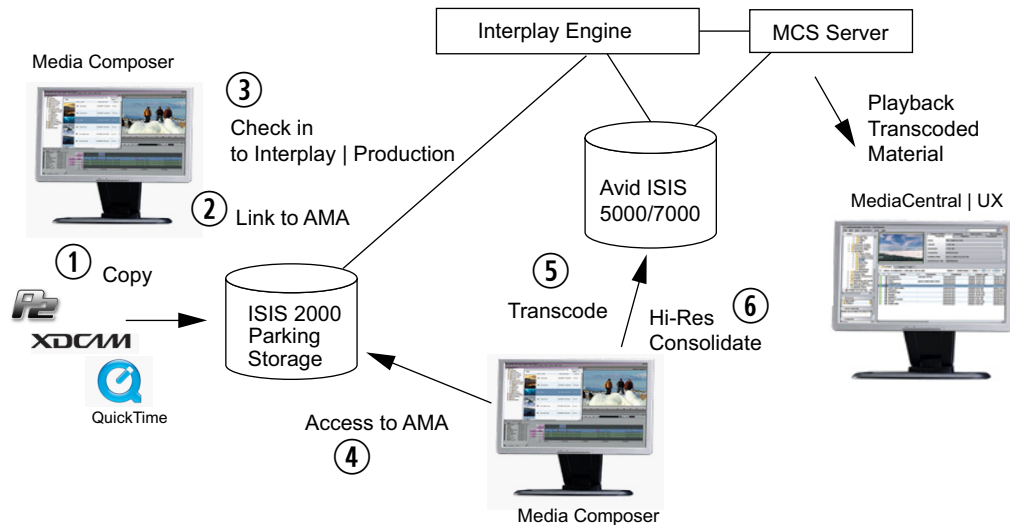 Interplay Engine
MCS Server
Media Composer
③
Check in
to Interplay | Production
② Link to AMA
① Copy
P2
XDCAM
QuickTime
ISIS 2000
Parking
Storage
Access to AMA
④
Avid ISIS
5000/7000
⑤
Transcode
⑥
Hi-Res
Consolidate
Media Composer
Playback
Transcoded
Material
MediaCentral | UX